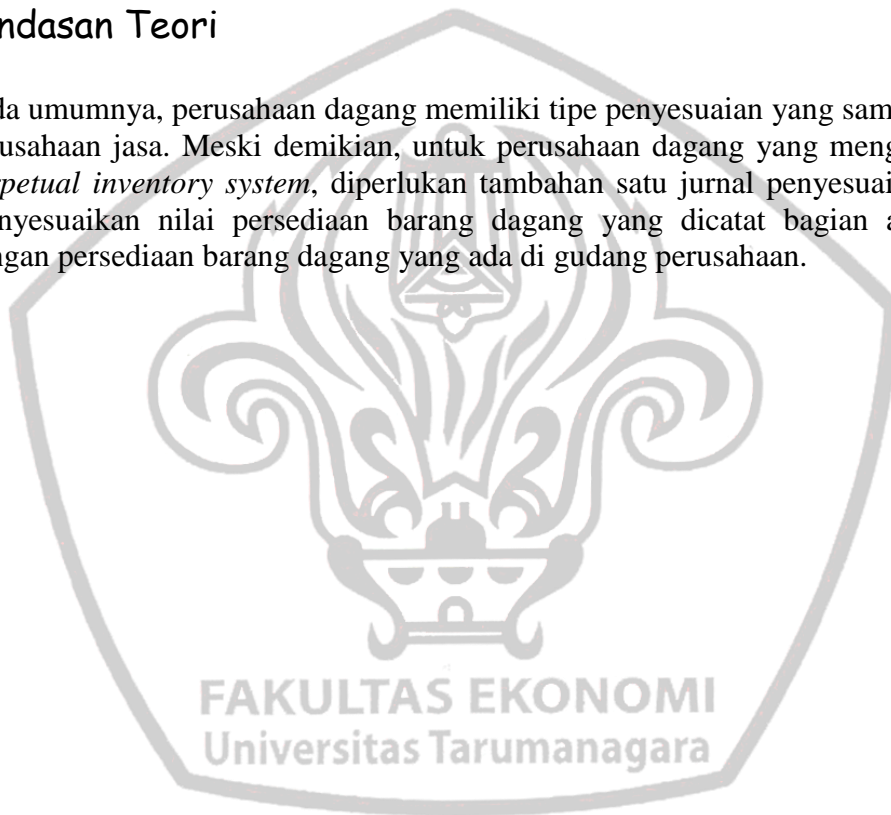 ndasan Teori
da umumnya, perusahaan dagang memiliki tipe penyesuaian yang sam
usahaan jasa. Meski demikian, untuk perusahaan dagang yang meng
rpetual inventory system, diperlukan tambahan satu jurnal penyesuai
nyesuaikan nilai persediaan barang dagang yang dicatat bagian a
ngan persediaan barang dagang yang ada di gudang perusahaan.
FAKULTAS EKONOMI
Universitas Tarumanagara